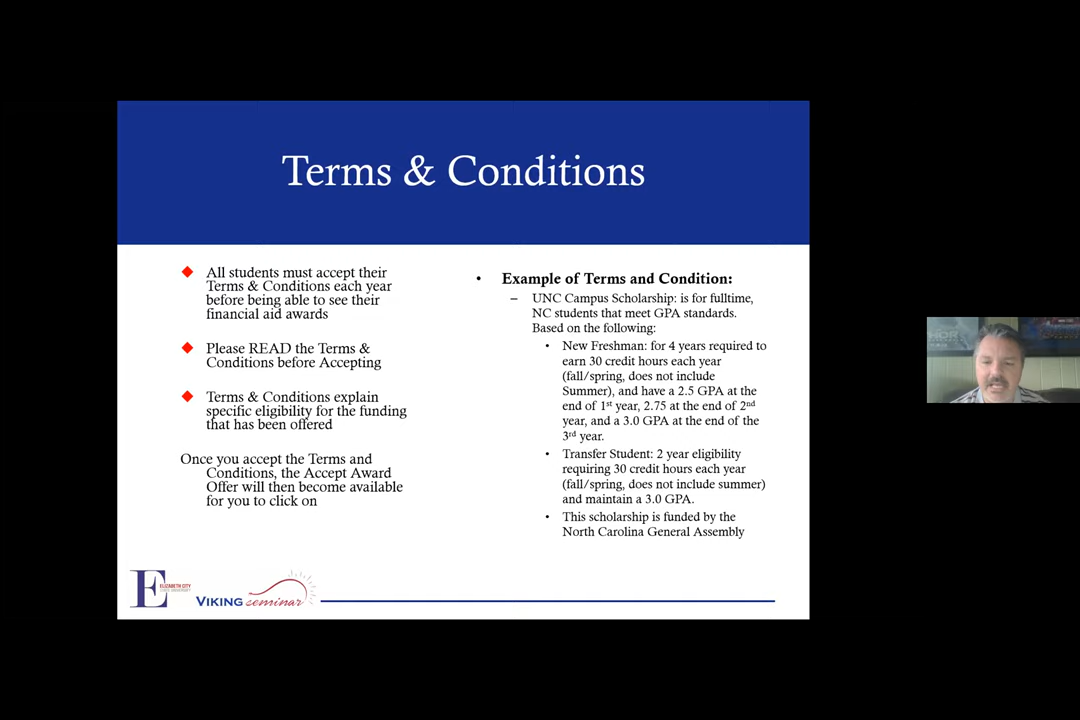 Terms & Conditions
All students must accept their
Terms & Conditions each year
before being able to see their
financial aid awards
Please READ the Terms &
Conditions before Accepting
Terms & Conditions explain
specific eligibility for the funding
that has been offered
Once you accept the Terms and
Conditions, the Accept Award
Offer will then become available
for you to click on
• Example of Terms and Condition:
– UNC Campus Scholarship: is for fulltime,
NC students that meet GPA standards.
Based on the following:
• New Freshman: for 4 years required to
earn 30 credit hours each year
(fall/spring, does not include
Summer), and have a 2.5 GPA at the
end of 1st year, 2.75 at the end of 2nd
year, and a 3.0 GPA at the end of the
3rd year.
• Transfer Student: 2 year eligibility
requiring 30 credit hours each year
(fall/spring, does not include summer)
and maintain a 3.0 GPA.
• This scholarship is funded by the
North Carolina General Assembly
E
ELIZABETH CITY
STATE UNIVERSITY
VIKING seminar
THOR